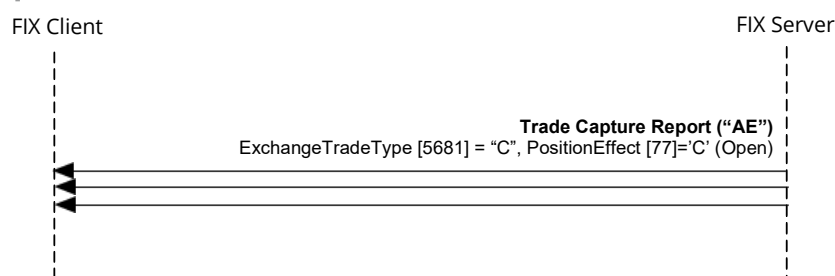 FIX Client
FIX Server
Trade Capture Report (“AE”)
ExchangeTradeType [5681] = “C”, PositionEffect [77]=’C’ (Open)